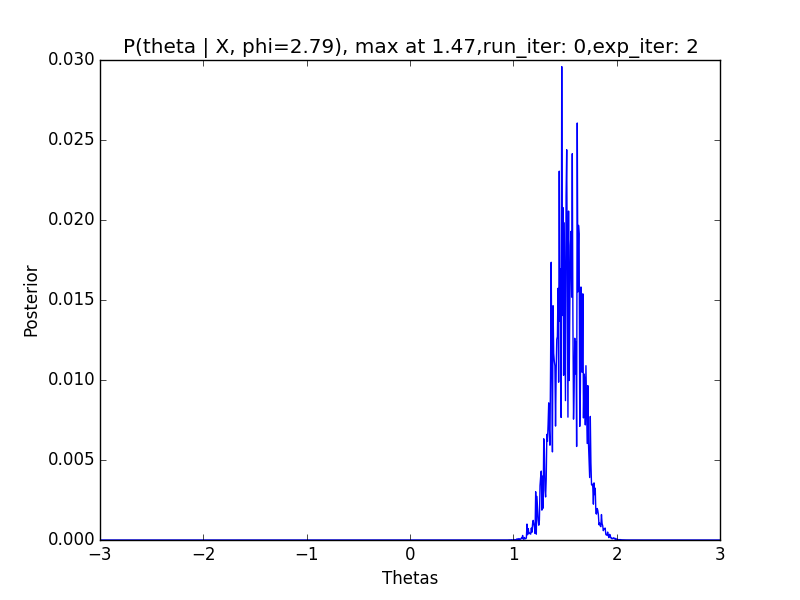 P(theta | X, phi=2.79), max at 1.47,run_iter: 0,exp_iter: 2
0.030
0.025
0.020
0.015
0.010
0.005
0.000
Posterior
−3 −2 −1 0 1 2 3
Thetas